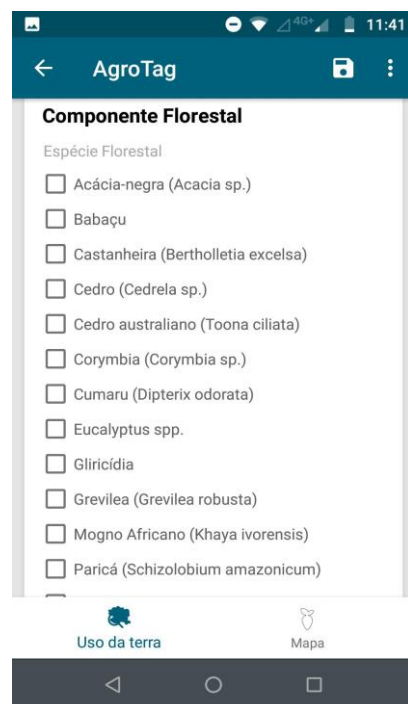 4G+ 11:41
AgroTag
Componente Florestal
Espécie Florestal
Acácia-negra (Acacia sp.)
Babaçu
Castanheira (Bertholletia excelsa)
Cedro (Cedrela sp.)
Cedro australiano (Toona ciliata)
Corymbia (Corymbia sp.)
Cumaru (Dipterix odorata)
Eucalyptus spp.
Gliricídia
Grevilea (Grevilea robusta)
Mogno Africano (Khaya ivorensis)
Paricá (Schizolobium amazonicum)
Uso da terra Mapa